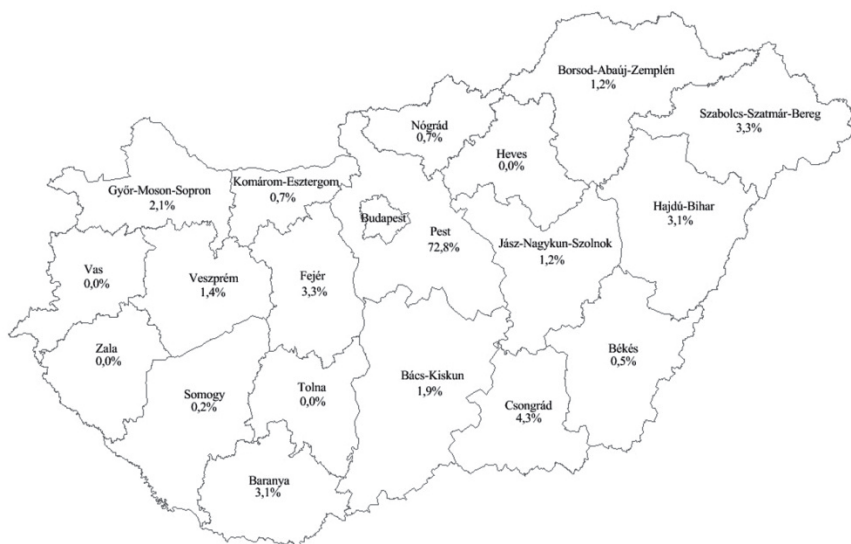 Borsod-Abaúj-Zemplén
1,2%
Szabolcs-Szatmár-Bereg
3,3%
Nógrád
0,7%
Heves
0,0%
Győr-Moson-Sopron
2,1%
Komárom-Esztergom
0,7%
Budapest
Pest
72,8%
Jász-Nagykun-Szolnok
1,2%
Hajdú-Bihar
3,1%
Vas
0,0%
Veszprém
1,4%
Fejér
3,3%
Zala
0,0%
Somogy
0,2%
Tolna
0,0%
Bács-Kiskun
1,9%
Csongrád
4,3%
Békés
0,5%
Baranya
3,1%